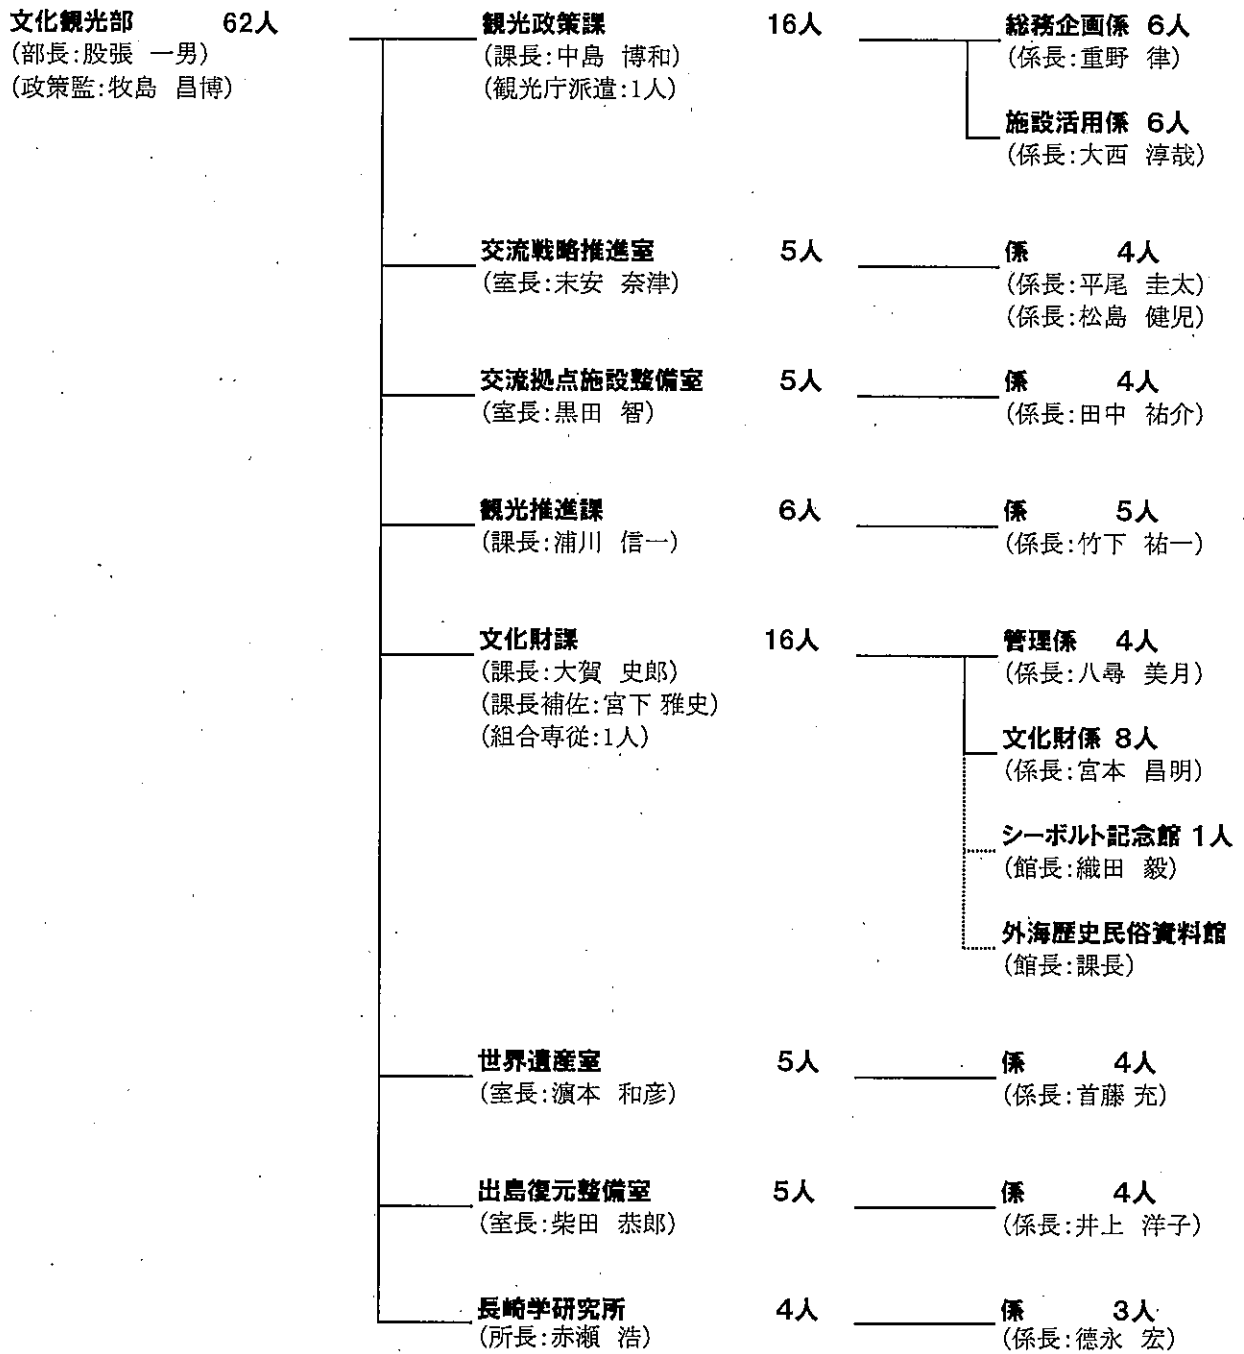 文化観光部 62人
(部長:股張 一男)
(政策監:牧島 昌博)
観光政策課 16人
(課長:中島 博和)
(観光庁派遣:1人)
総務企画係 6人
(係長:重野 律)
施設活用係 6人
(係長:大西 淳哉)
交流戦略推進室 5人
(室長:末安 奈津)
係 4人
(係長:平尾 圭太)
(係長:松島 健児)
交流拠点施設整備室 5人
(室長:黒田 智)
係 4人
(係長:田中 祐介)
観光推進課 6人
(課長:浦川 信一)
係 5人
(係長:竹下 祐一)
文化財課 16人
(課長:大賀 史郎)
(課長補佐:宮下 雅史)
(組合専従:1人)
管理係 4人
(係長:八尋 美月)
文化財係 8人
(係長:宮本 昌明)
シーボルト記念館 1人
(館長:織田 毅)
外海歴史民俗資料館
(館長:課長)
世界遺産室 5人
(室長:濵本 和彦)
係 4人
(係長:首藤 充)
出島復元整備室 5人
(室長:柴田 恭郎)
係 4人
(係長:井上 洋子)
長崎学研究所 4人
(所長:赤瀬 浩)
係 3人
(係長:德永 宏)